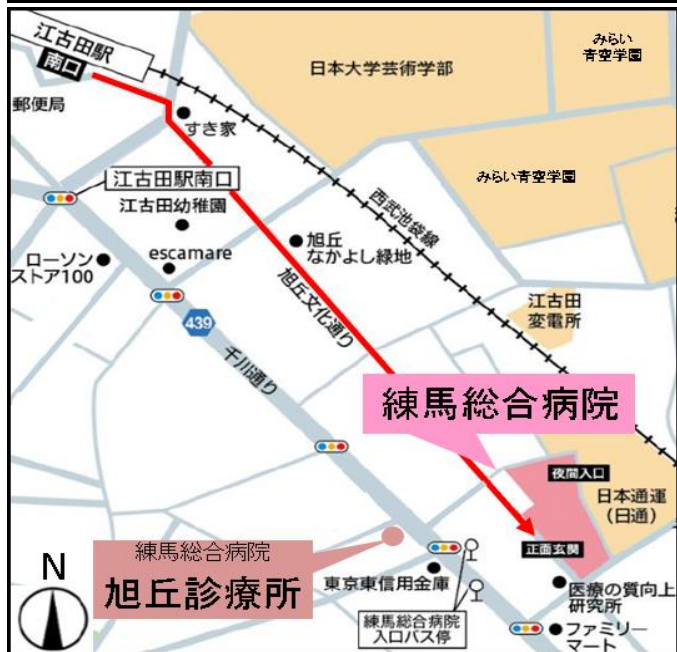 江古田駅
南口
郵便局
すき家
日本大学芸術学部
みらい
青空学園
みらい青空学園
江古田駅南口
江古田幼稚園
西武池袋線
ローソン
ストア100
escamare
旭丘
なかよし緑地
439
旭丘文化通り
千川通り
江古田
変電所
練馬総合病院
夜間入口
日本通運
(日通)
正面玄関
練馬総合病院
旭丘診療所
東京東信用金庫
練馬総合病院
入口バス停
医療の質向上
研究所
ファミリー
マート
N